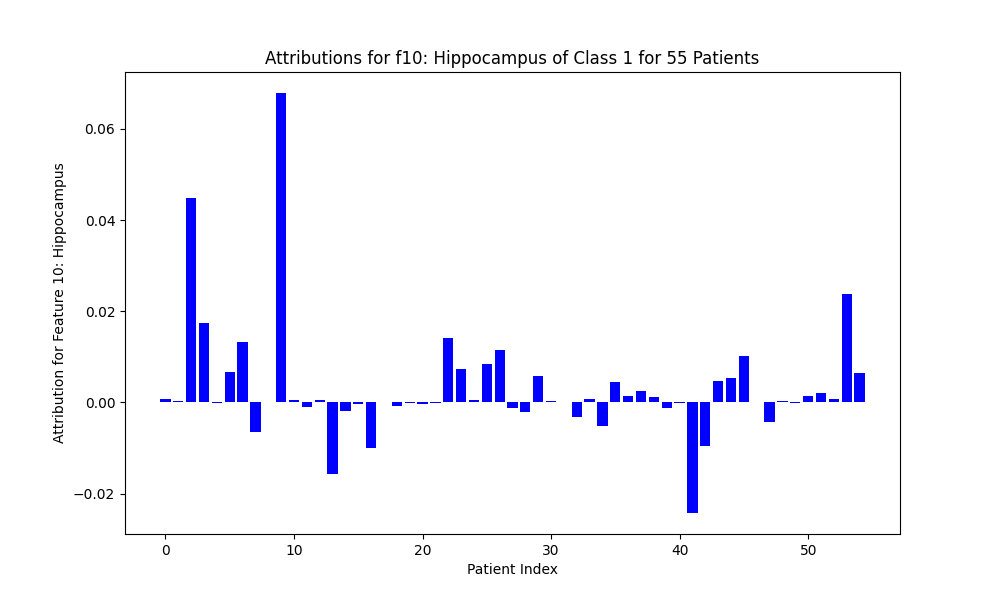 Attributions for f10: Hippocampus of Class 1 for 55 Patients
Attribution for Feature 10: Hippocampus
0.06
0.04
0.02
0.00
−0.02
0 10 20 30 40 50
Patient Index